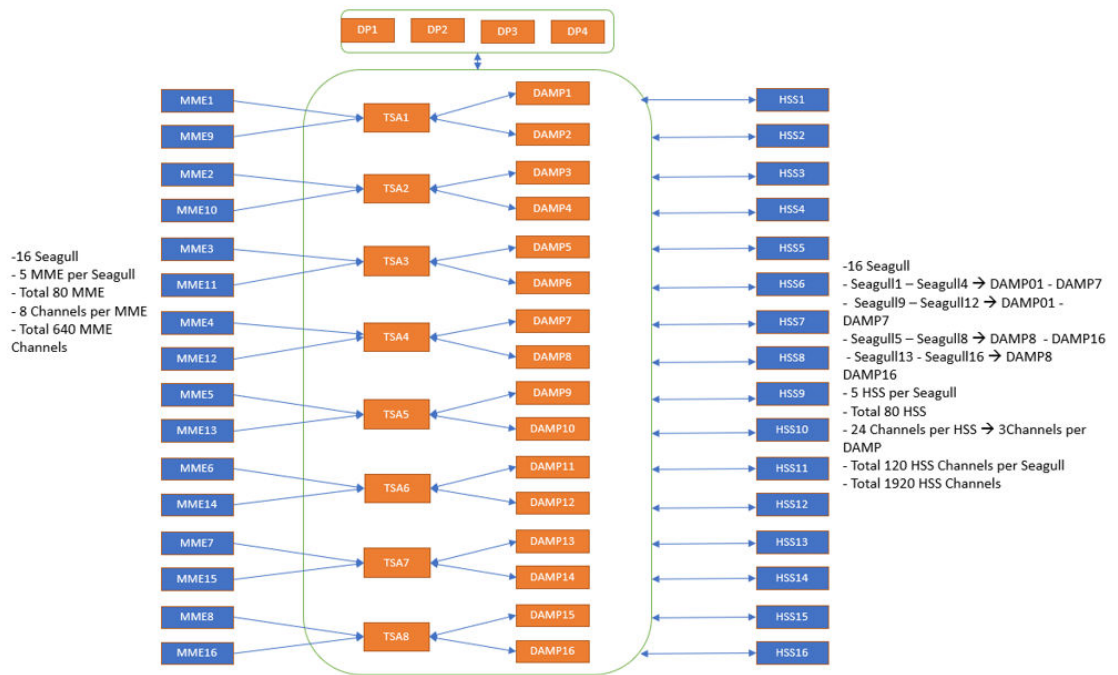 DP1 DP2 DP3 DP4
MME1
MME9
MME2
MME10
MME3
MME11
MME4
MME12
MME5
MME13
MME6
MME14
MME7
MME15
MME8
MME16
-16 Seagull
- 5 MME per Seagull
- Total 80 MME
- 8 Channels per MME
- Total 640 MME
Channels
TSA1
TSA2
TSA3
TSA4
TSA5
TSA6
TSA7
TSA8
DAMP1
DAMP2
DAMP3
DAMP4
DAMP5
DAMP6
DAMP7
DAMP8
DAMP9
DAMP10
DAMP11
DAMP12
DAMP13
DAMP14
DAMP15
DAMP16
HSS1
HSS2
HSS3
HSS4
HSS5
HSS6
HSS7
HSS8
HSS9
HSS10
HSS11
HSS12
HSS13
HSS14
HSS15
HSS16
-16 Seagull
- Seagull1 – Seagull4 → DAMP01 - DAMP7
- Seagull9 – Seagull12 → DAMP01 -
DAMP7
- Seagull5 – Seagull8 → DAMP8 - DAMP16
- Seagull13 - Seagull16 → DAMP8
DAMP16
- 5 HSS per Seagull
- Total 80 HSS
- 24 Channels per HSS → 3Channels per
DAMP
- Total 120 HSS Channels per Seagull
- Total 1920 HSS Channels